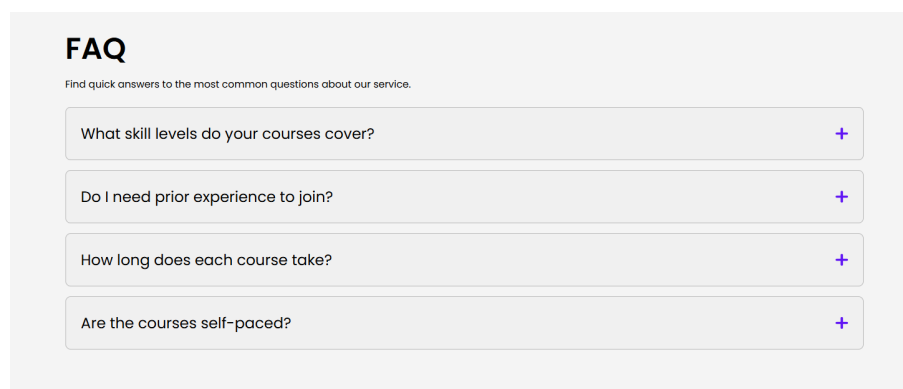 FAQ
Find quick answers to the most common questions about our service.
What skill levels do your courses cover? +
Do I need prior experience to join? +
How long does each course take? +
Are the courses self-paced? +